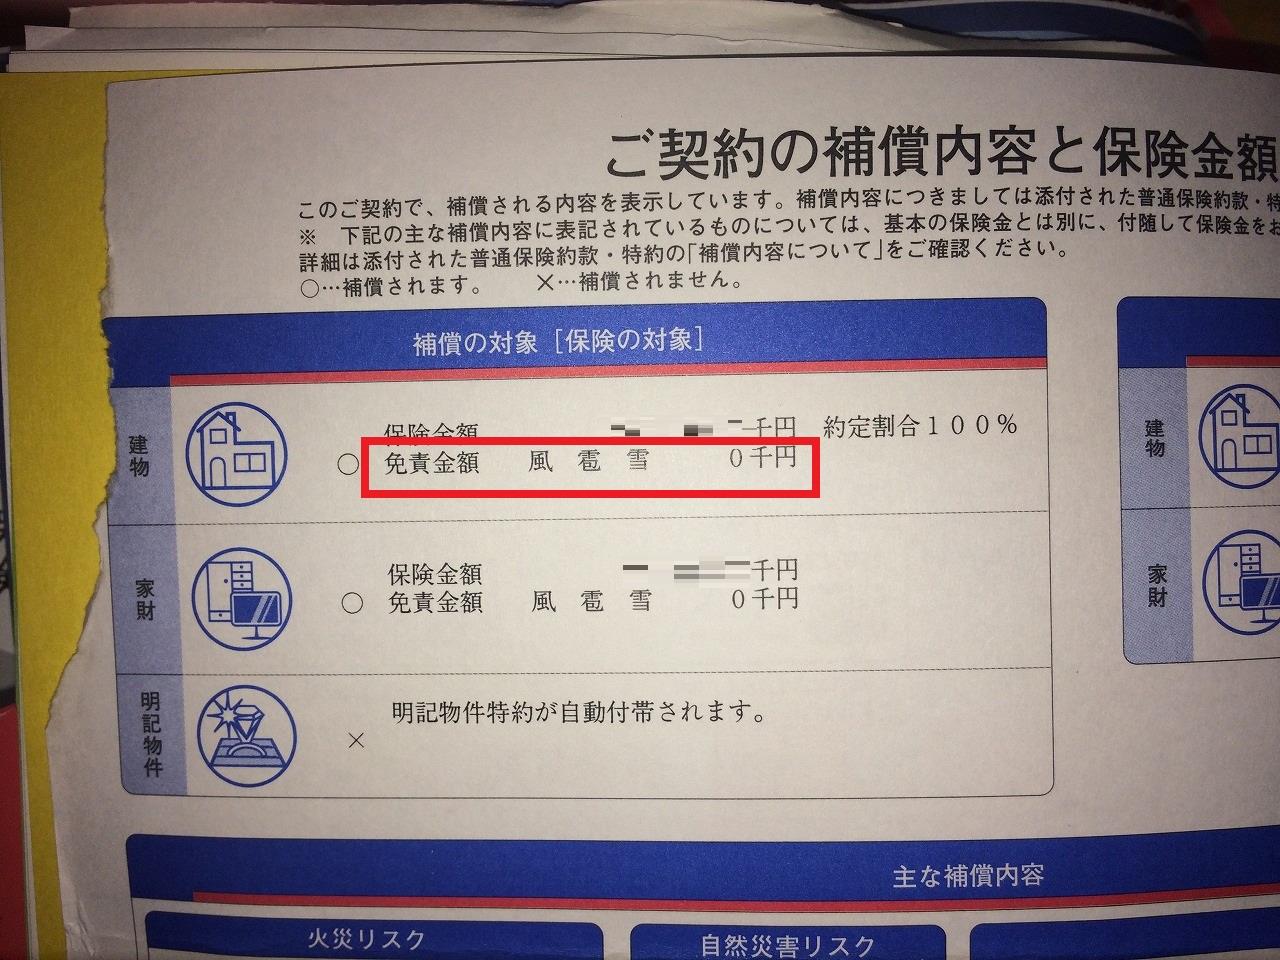 ご契約の補償内容と保険金額
このご契約で、補償される内容を表示しています。補償内容につきましては添付された普通保険約款・特
※ 下記の主な補償内容に表記されているものについては、基本の保険金とは別に、付随して保険金をお
詳細は添付された普通保険約款・特約の「補償内容について」をご確認ください。
○…補償されます。 ×…補償されません。
補償の対象［保険の対象］
建物
保険金額 千円 約定割合１００％
○ 免責金額 風 雹 雪 ０千円
家財
保険金額 千円
○ 免責金額 風 雹 雪 ０千円
明記物件
× 明記物件特約が自動付帯されます。
建物
家財
主な補償内容
火災リスク
自然災害リスク